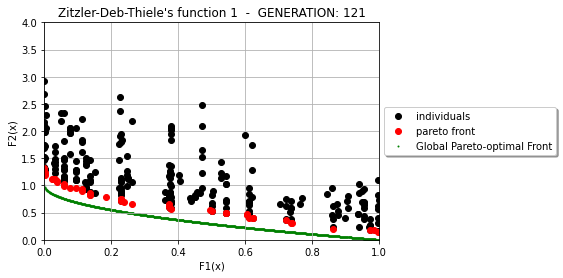 Zitzler-Deb-Thiele's function 1 - GENERATION: 121
4.0
3.5
3.0
2.5
2.0
1.5
1.0
0.5
0.0
F2(x)
0.0 0.2 0.4 0.6 0.8 1.0
F1(x)
individuals
pareto front
Global Pareto-optimal Front